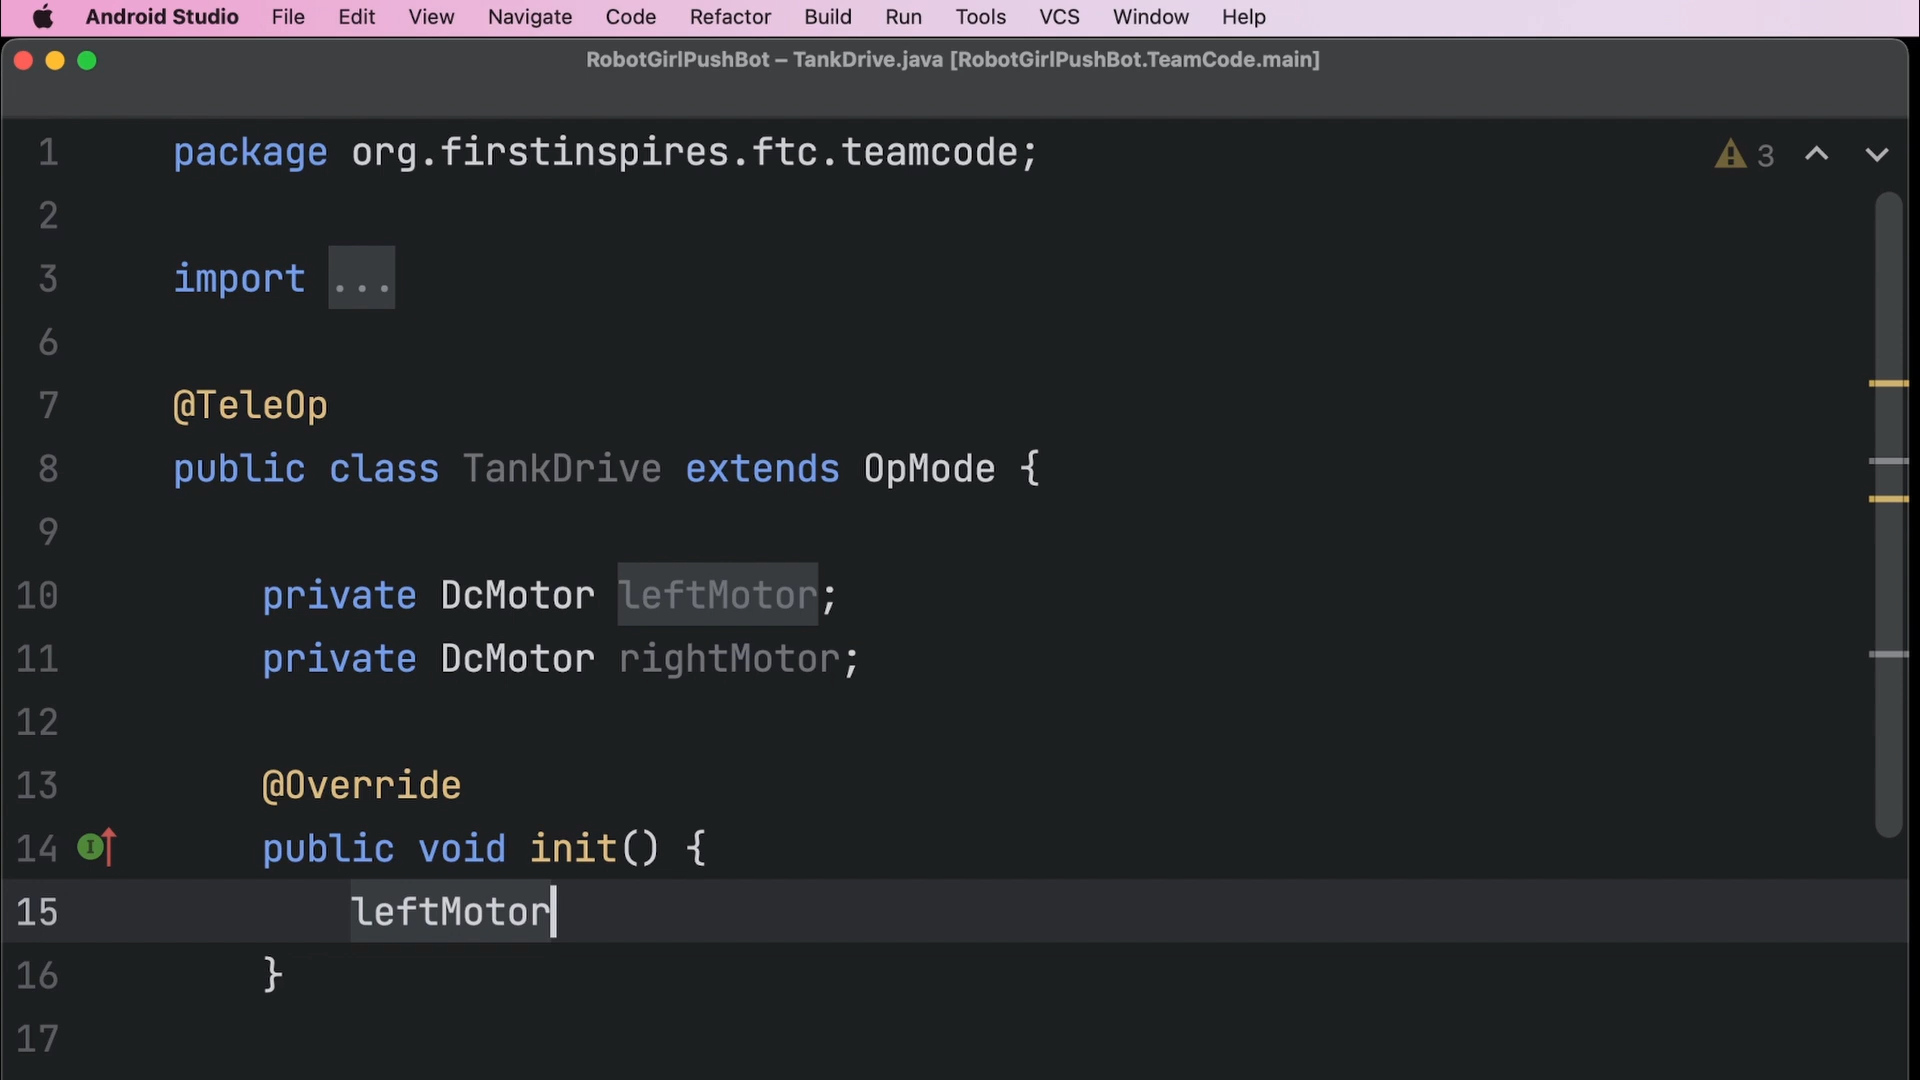 Android Studio File Edit View Navigate Code Refactor Build Run Tools VCS Window Help
RobotGirlPushBot – TankDrive.java [RobotGirlPushBot.TeamCode.main]
1 package org.firstinspires.ftc.teamcode; 3
2
3 import ...
6
7 @TeleOp
8 public class TankDrive extends OpMode {
9
10 private DcMotor leftMotor;
11 private DcMotor rightMotor;
12
13 @Override
14 I public void init() {
15 leftMotor
16 }
17